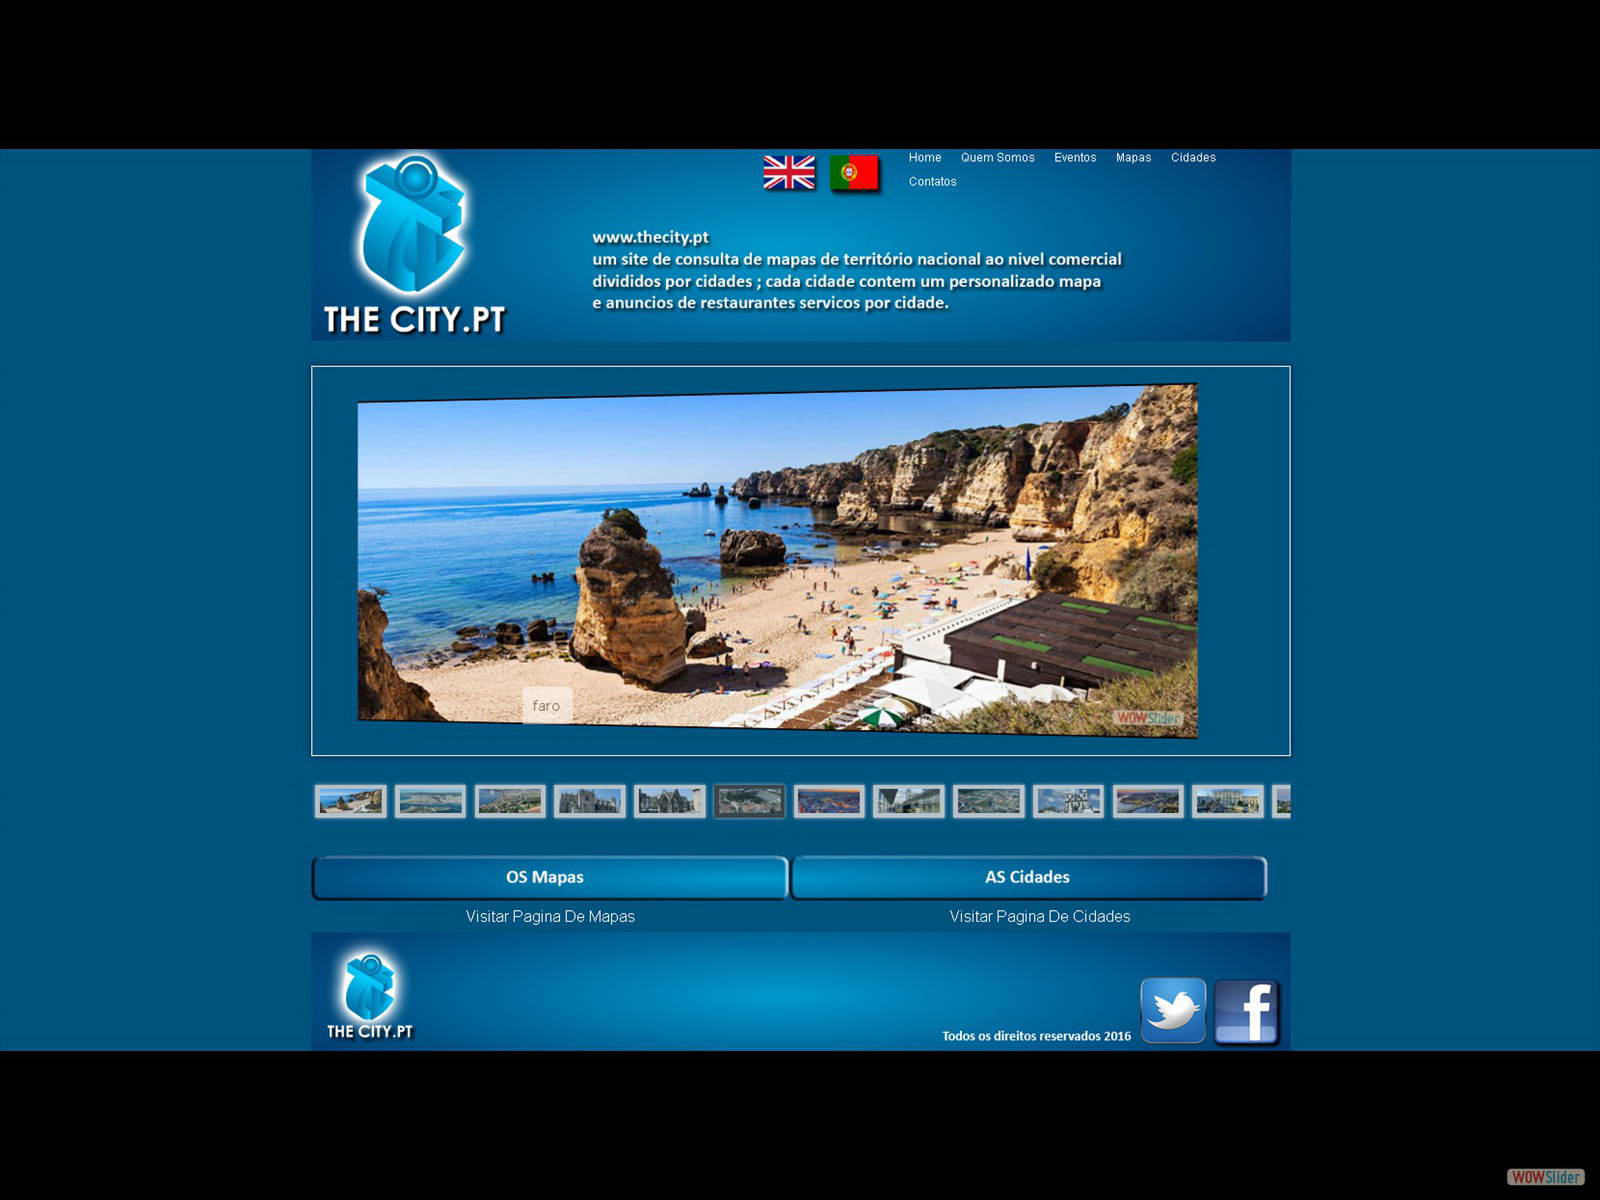 Home Quem Somos Eventos Mapas Cidades
Contatos
www.thecity.pt
um site de consulta de mapas de território nacional ao nivel comercial
divididos por cidades ; cada cidade contem um personalizado mapa
e anuncios de restaurantes servicos por cidade.
THE CITY.PT
faro
WOWSlider
OS Mapas
AS Cidades
Visitar Pagina De Mapas
Visitar Pagina De Cidades
THE CITY.PT
Todos os direitos reservados 2016
WOWSlider